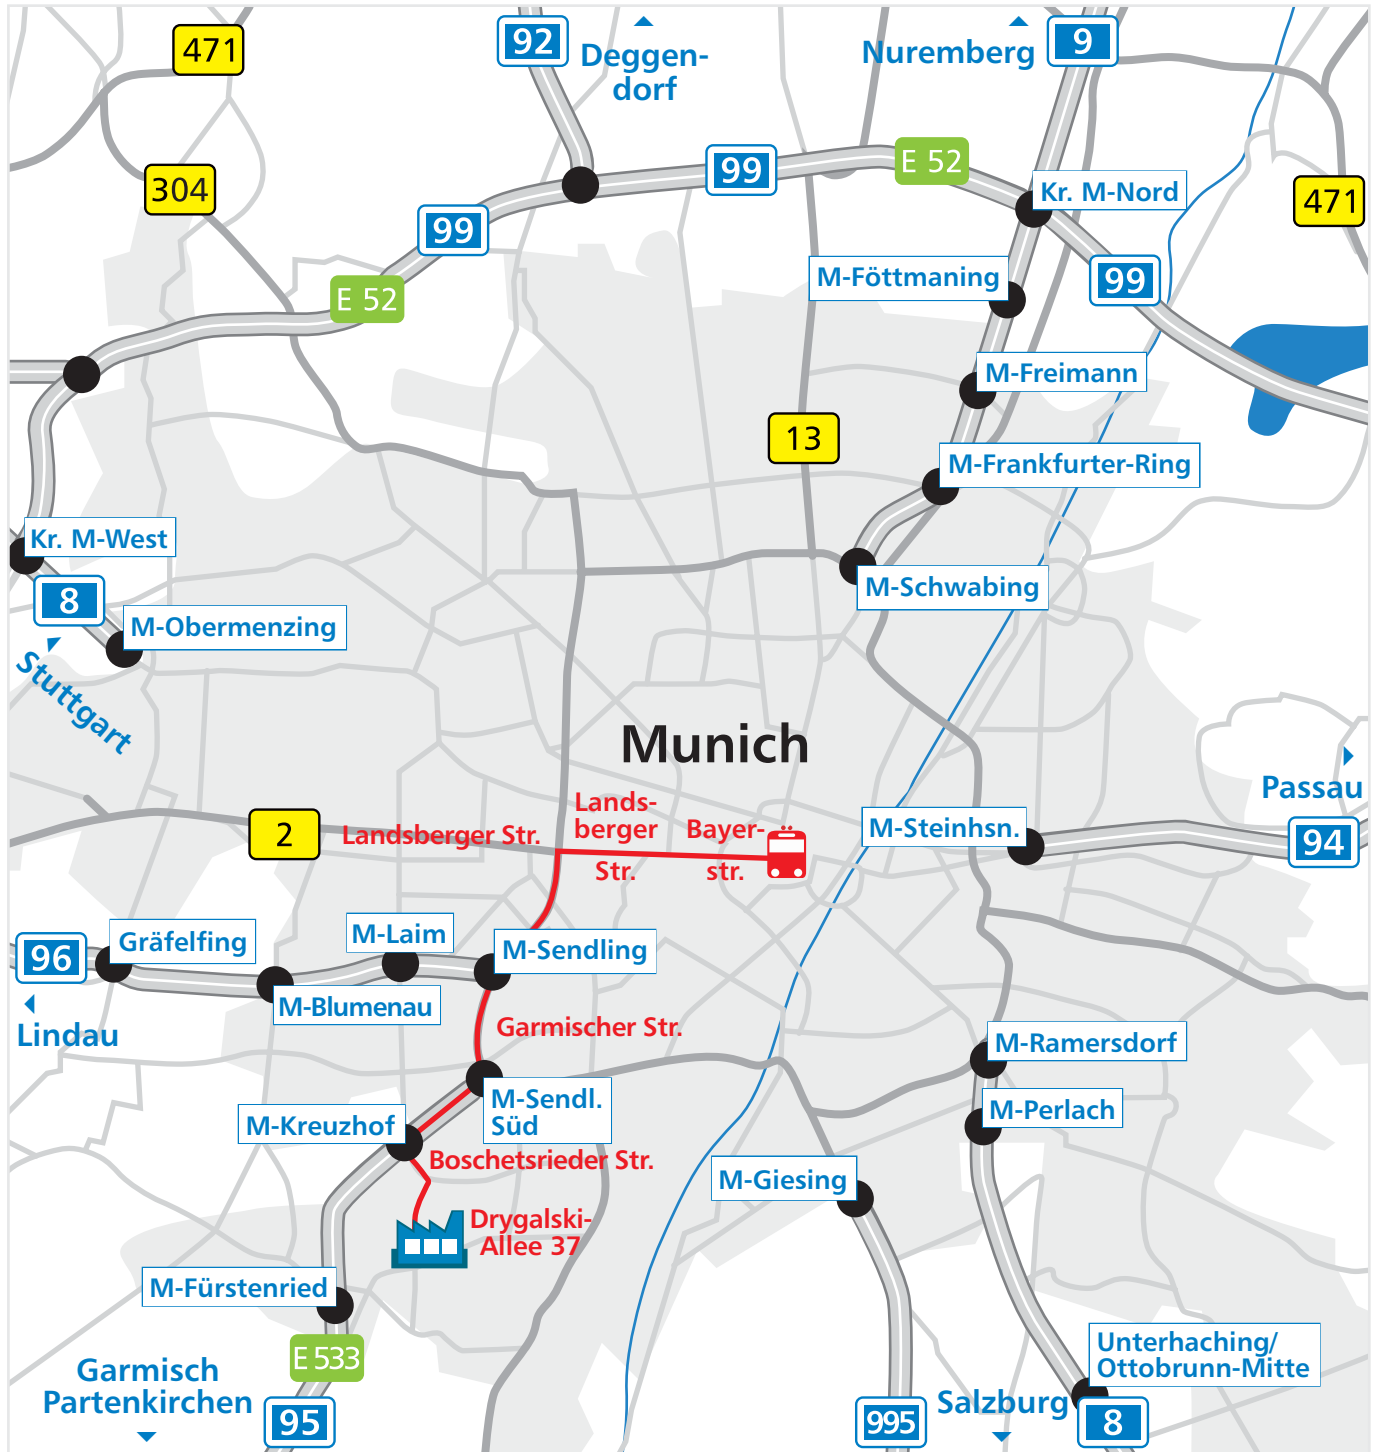 471
92
Deggen-
dorf
Nuremberg
9
304
99
E 52
99
Kr. M-Nord
471
E 52
M-Föttmaning
99
M-Freimann
13
M-Frankfurter-Ring
Kr. M-West
8
M-Schwabing
M-Obermenzing
Stuttgart
Munich
Passau
94
2
Landsberger Str.
Lands-
berger
Str.
Bayer-
str.
M-Steinhsn.
96
Gräfelfing
M-Laim
M-Sendling
M-Blumenau
Lindau
Garmischer Str.
M-Ramersdorf
M-Sendl.
Süd
M-Kreuzhof
M-Perlach
Boschetsrieder Str.
M-Giesing
Drygalski-
Allee 37
M-Fürstenried
E 533
Garmisch
Partenkirchen
95
995
Salzburg
Unterhaching/
Ottobrunn-Mitte
8